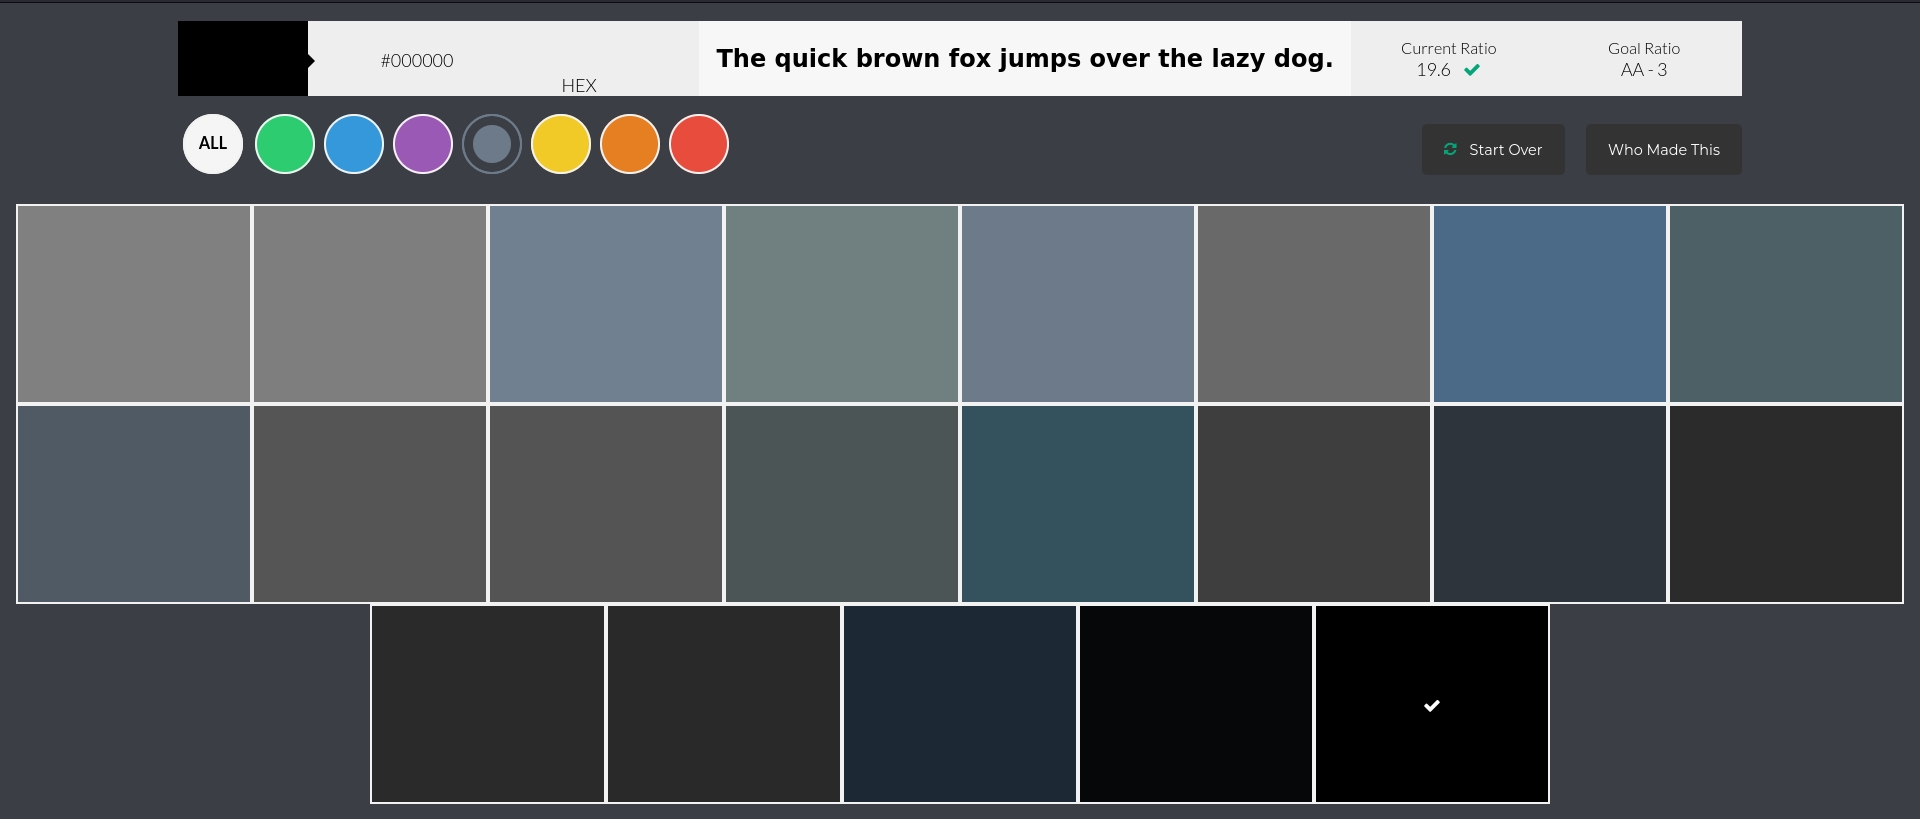 #000000
HEX
The quick brown fox jumps over the lazy dog.
Current Ratio
19.6
Goal Ratio
AA - 3
ALL
Start Over
Who Made This